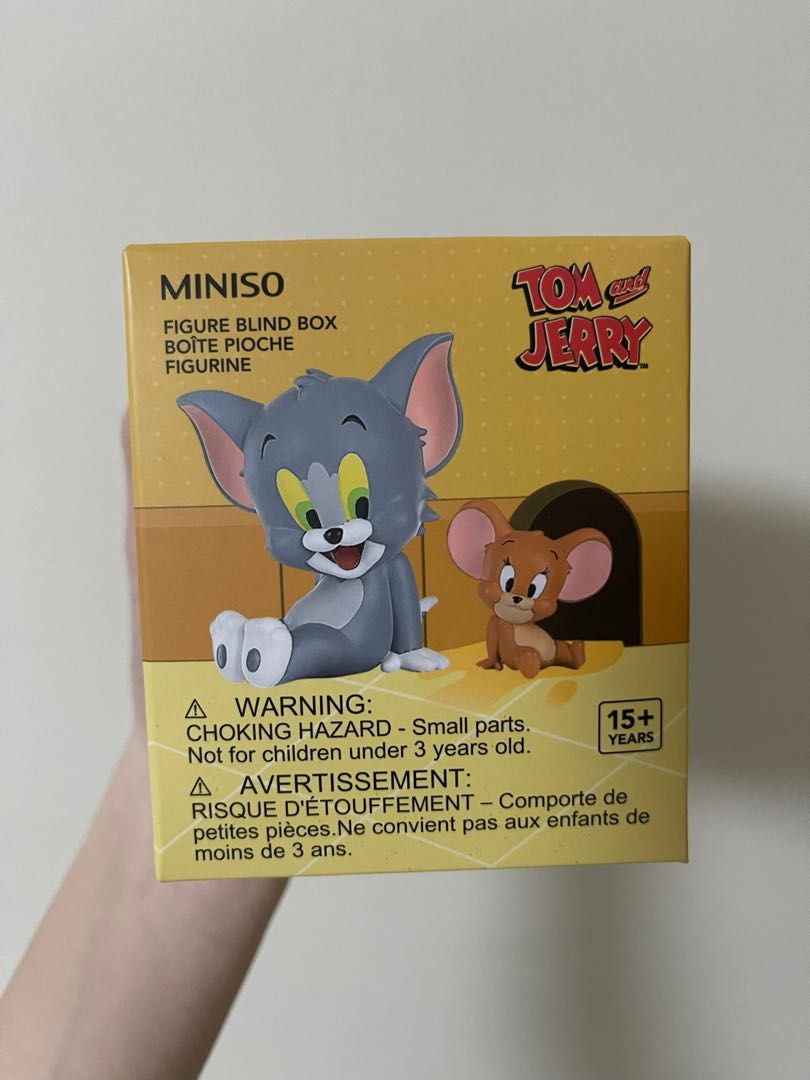 MINISO
FIGURE BLIND BOX
BOÎTE PIOCHE
FIGURINE
TOM and
JERRY™
⚠ WARNING:
CHOKING HAZARD - Small parts.
Not for children under 3 years old.
15+
YEARS
⚠ AVERTISSEMENT:
RISQUE D'ÉTOUFFEMENT – Comporte de
petites pièces.Ne convient pas aux enfants de
moins de 3 ans.